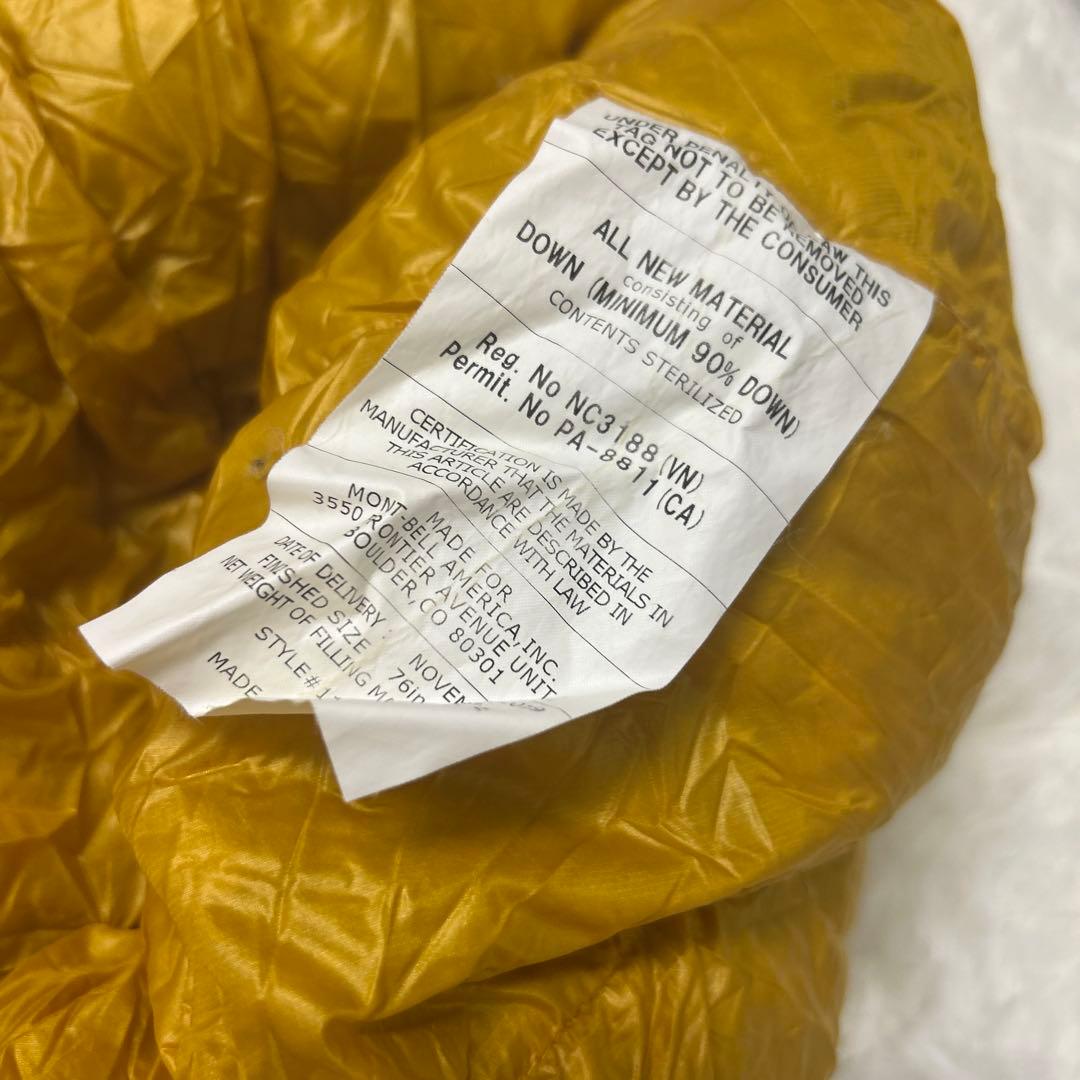 UNDER PENALTY OF LAW THIS
TAG NOT TO BE REMOVED
EXCEPT BY THE CONSUMER
ALL NEW MATERIAL
consisting of
DOWN (MINIMUM 90% DOWN)
CONTENTS STERILIZED
Reg. No NC3188 (VN)
Permit. No PA-8811 (CA)
CERTIFICATION IS MADE BY THE
MANUFACTURER THAT THE MATERIALS IN
THIS ARTICLE ARE DESCRIBED IN
ACCORDANCE WITH LAW
MADE FOR
MONT-BELL AMERICA, INC.
3550 FRONTIER AVENUE UNIT
BOULDER, CO 80301
DATE OF DELIVERY :
FINISHED SIZE 76in
NET WEIGHT OF FILLING
STYLE #
MADE